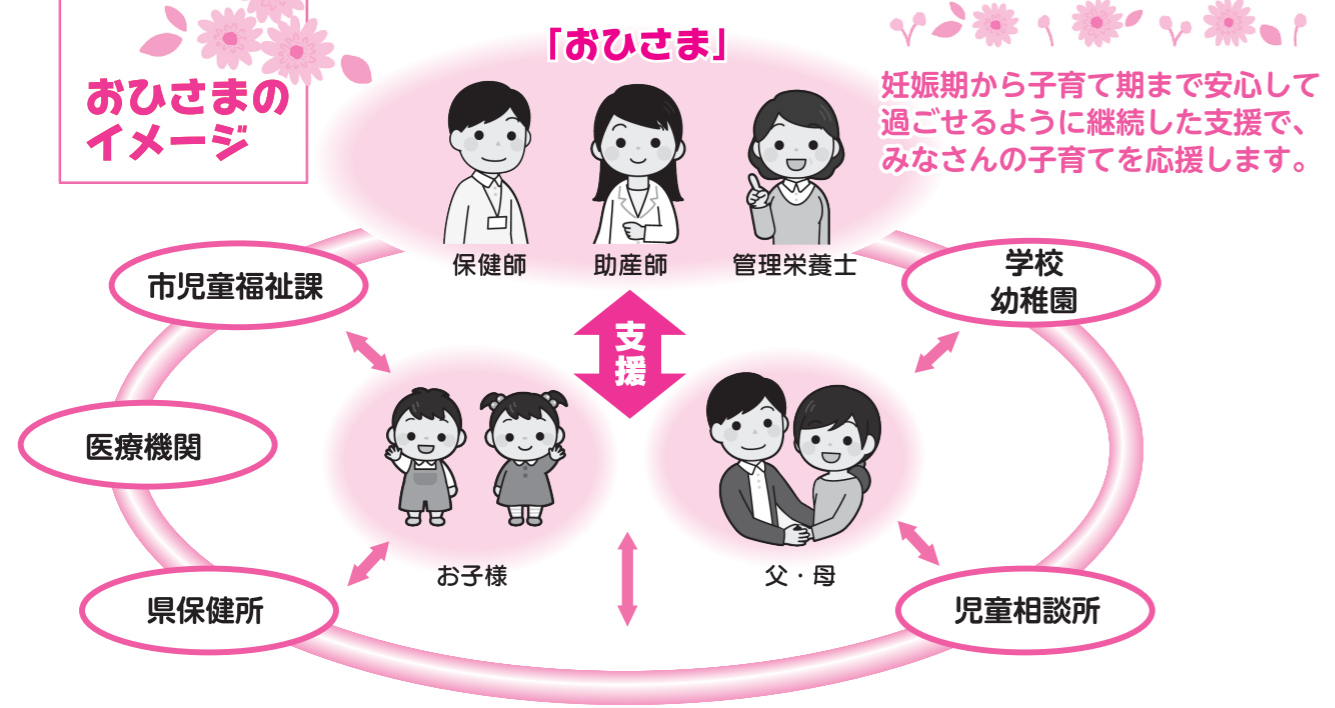 おひさまの
イメージ
「おひさま」
妊娠期から子育て期まで安心して
過ごせるように継続した支援で、
みなさんの子育てを応援します。
保健師
助産師
管理栄養士
市児童福祉課
学校
幼稚園
支援
医療機関
お子様
父・母
県保健所
児童相談所